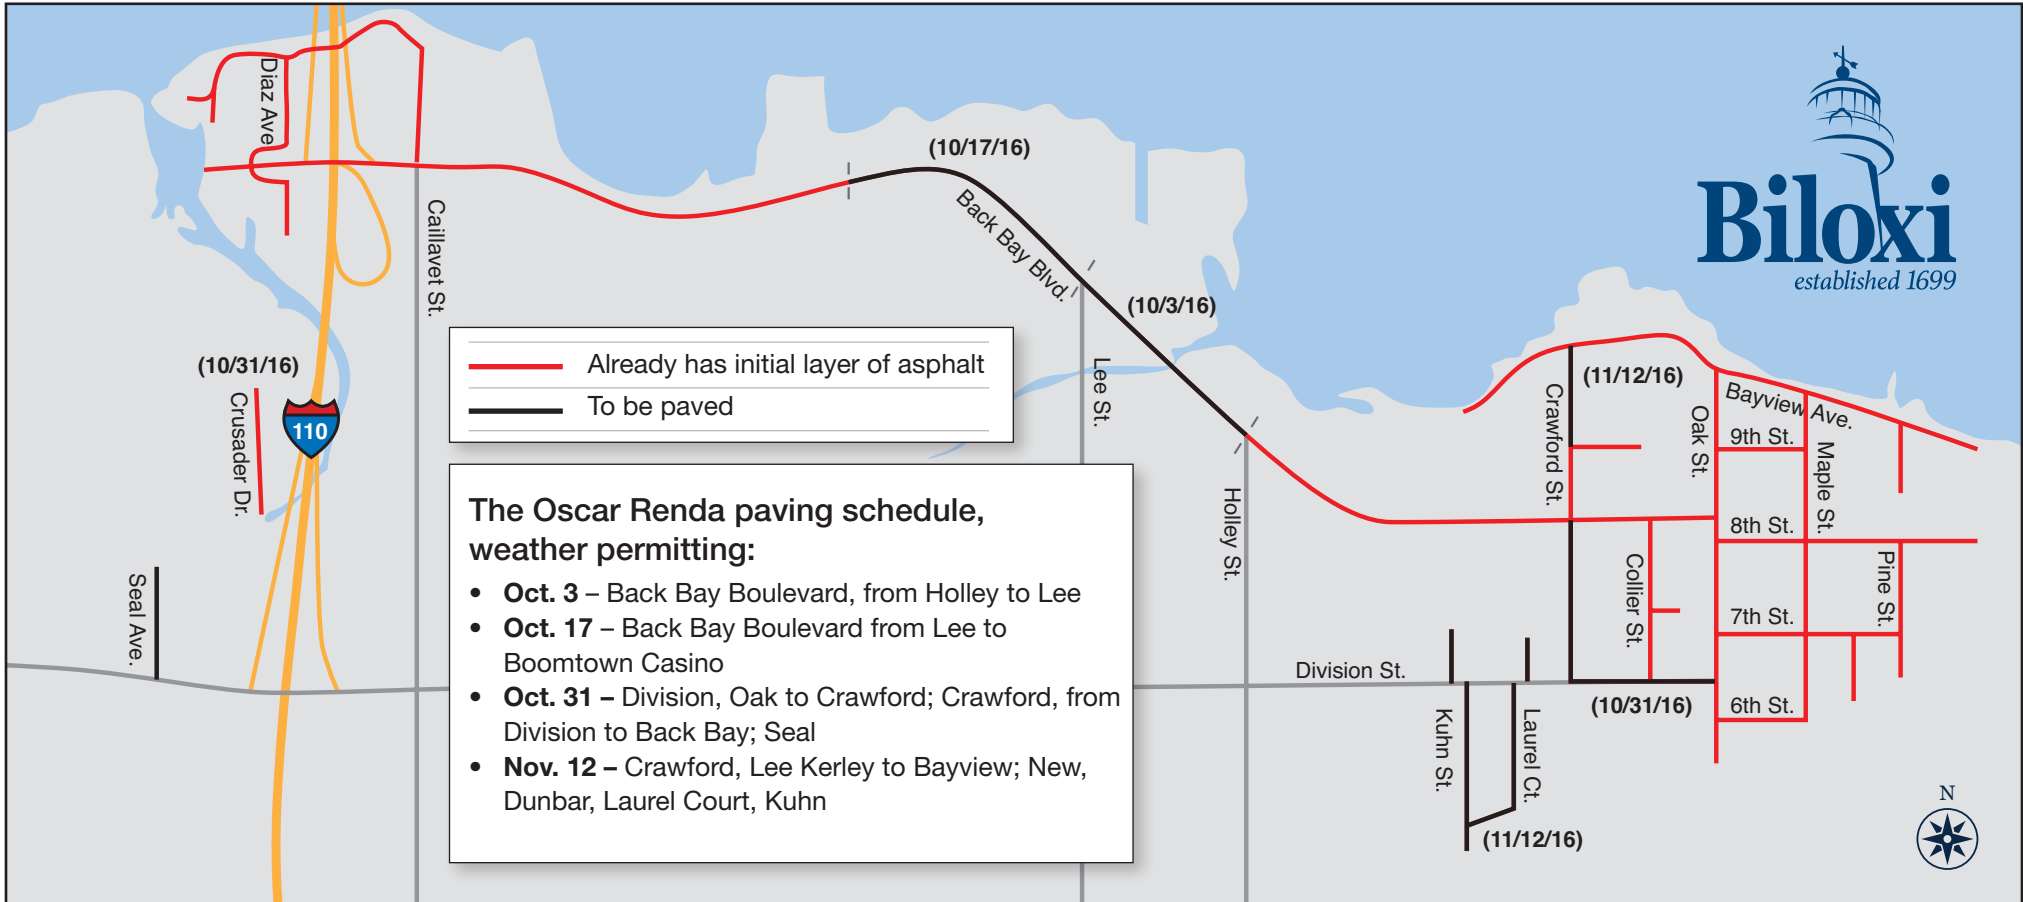 Diaz Ave
(10/17/16)
Back Bay Blvd.
Caillavet St.
(10/3/16)
Biloxi
established 1699
(10/31/16)
Crusader Dr.
110
Already has initial layer of asphalt
To be paved
Lee St.
Holley St.
(11/12/16)
Crawford St.
Oak St.
Bayview Ave.
9th St.
Maple St.
8th St.
Collier St.
Pine St.
7th St.
6th St.
Seal Ave.
The Oscar Renda paving schedule,
weather permitting:
• Oct. 3 – Back Bay Boulevard, from Holley to Lee
• Oct. 17 – Back Bay Boulevard from Lee to
Boomtown Casino
• Oct. 31 – Division, Oak to Crawford; Crawford, from
Division to Back Bay; Seal
• Nov. 12 – Crawford, Lee Kerley to Bayview; New,
Dunbar, Laurel Court, Kuhn
Division St.
(10/31/16)
Kuhn St.
Laurel Ct.
(11/12/16)
N